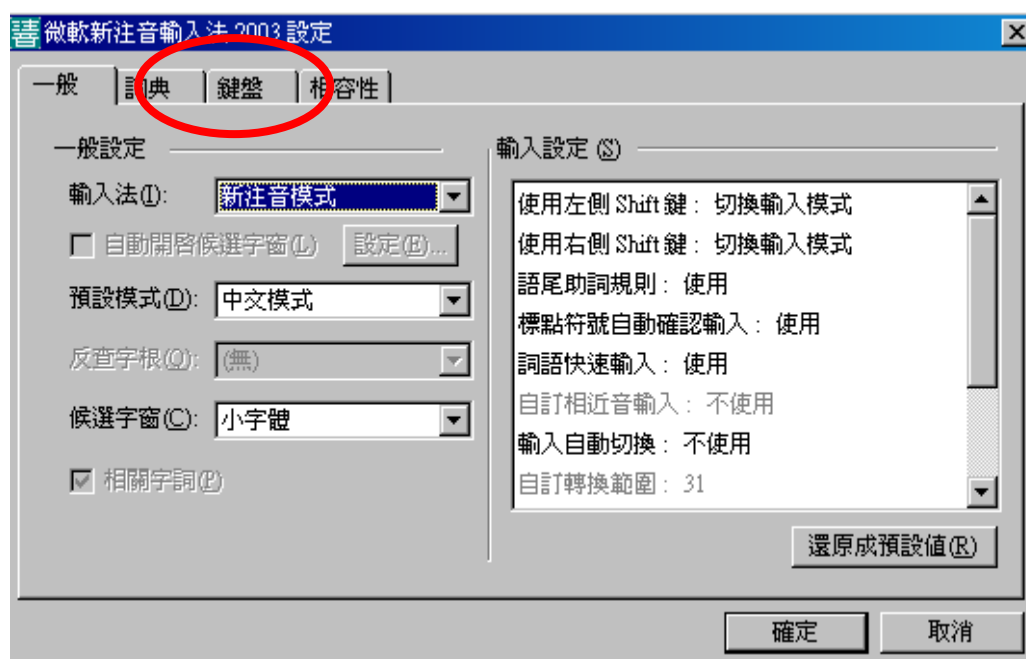 微軟新注音輸入法 2003 設定
一般 詞典 鍵盤 相容性
一般設定
輸入法(I): 新注音模式
自動開啓候選字窗(L) 設定(E)...
預設模式(D): 中文模式
反查字根(Q): (無)
候選字窗(C): 小字體
相關字詞(P)
輸入設定 (S)
使用左側 Shift 鍵: 切換輸入模式
使用右側 Shift 鍵: 切換輸入模式
語尾助詞規則: 使用
標點符號自動確認輸入: 使用
詞語快速輸入: 使用
自訂相近音輸入: 不使用
輸入自動切換: 不使用
自訂轉換範圍: 31
還原成預設值(R)
確定 取消